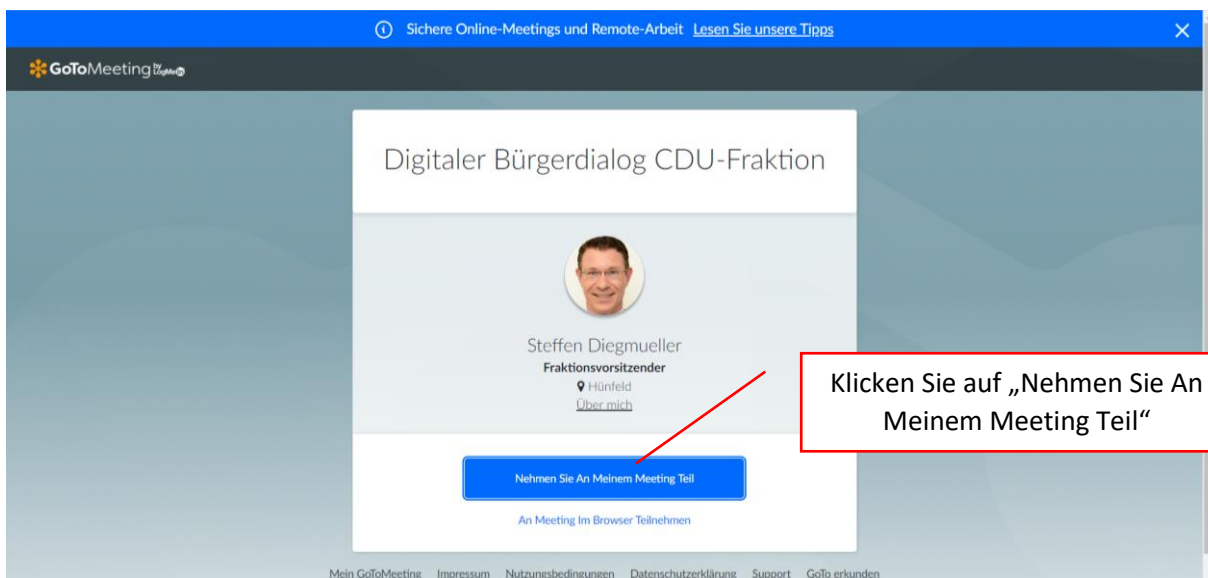 Sichere Online-Meetings und Remote-Arbeit Lesen Sie unsere Tipps
GoToMeeting by LogMeIn
Digitaler Bürgerdialog CDU-Fraktion
Steffen Diegmueller
Fraktionsvorsitzender
Hünfeld
Über mich
Klicken Sie auf „Nehmen Sie An
Meinem Meeting Teil“
Nehmen Sie An Meinem Meeting Teil
An Meeting Im Browser Teilnehmen
Mein GoToMeeting Impressum Nutzungsbedingungen Datenschutzerklärung Support GoTo erkunden